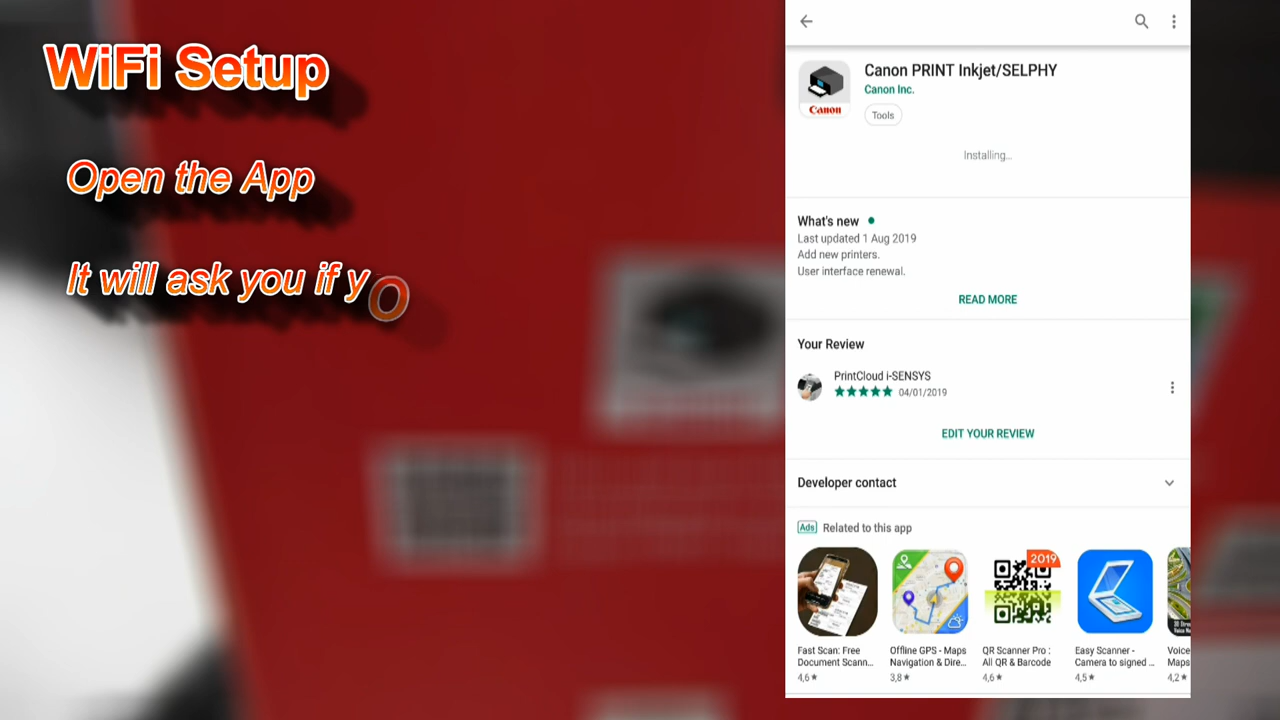 WiFi Setup
Open the App
It will ask you if yo
Canon PRINT Inkjet/SELPHY
Canon Inc.
Canon
Tools
Installing...
What's new
Last updated 1 Aug 2019
Add new printers.
User interface renewal.
READ MORE
Your Review
PrintCloud i-SENSYS
04/01/2019
EDIT YOUR REVIEW
Developer contact
Ads Related to this app
2019
Fast Scan: Free
Document Scann...
4,6★
Offline GPS - Maps
Navigation & Dire...
3,8★
QR Scanner Pro :
All QR & Barcode
4,6★
Easy Scanner -
Camera to signed ...
4,5★
Voice
Maps
4,2★